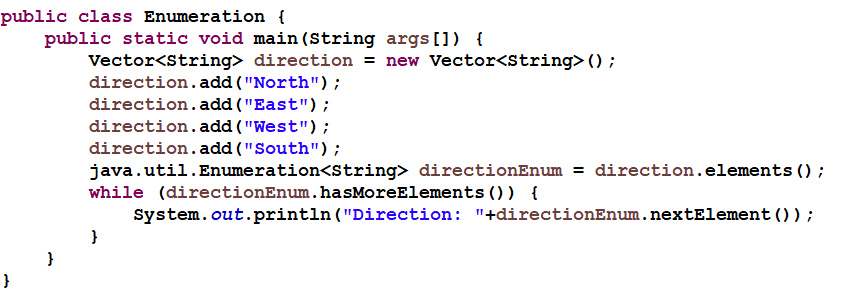 public class Enumeration {
    public static void main(String args[]) {
        Vector<String> direction = new Vector<String>();
        direction.add("North");
        direction.add("East");
        direction.add("West");
        direction.add("South");
        java.util.Enumeration<String> directionEnum = direction.elements();
        while (directionEnum.hasMoreElements()) {
            System.out.println("Direction: "+directionEnum.nextElement());
        }
    }
}